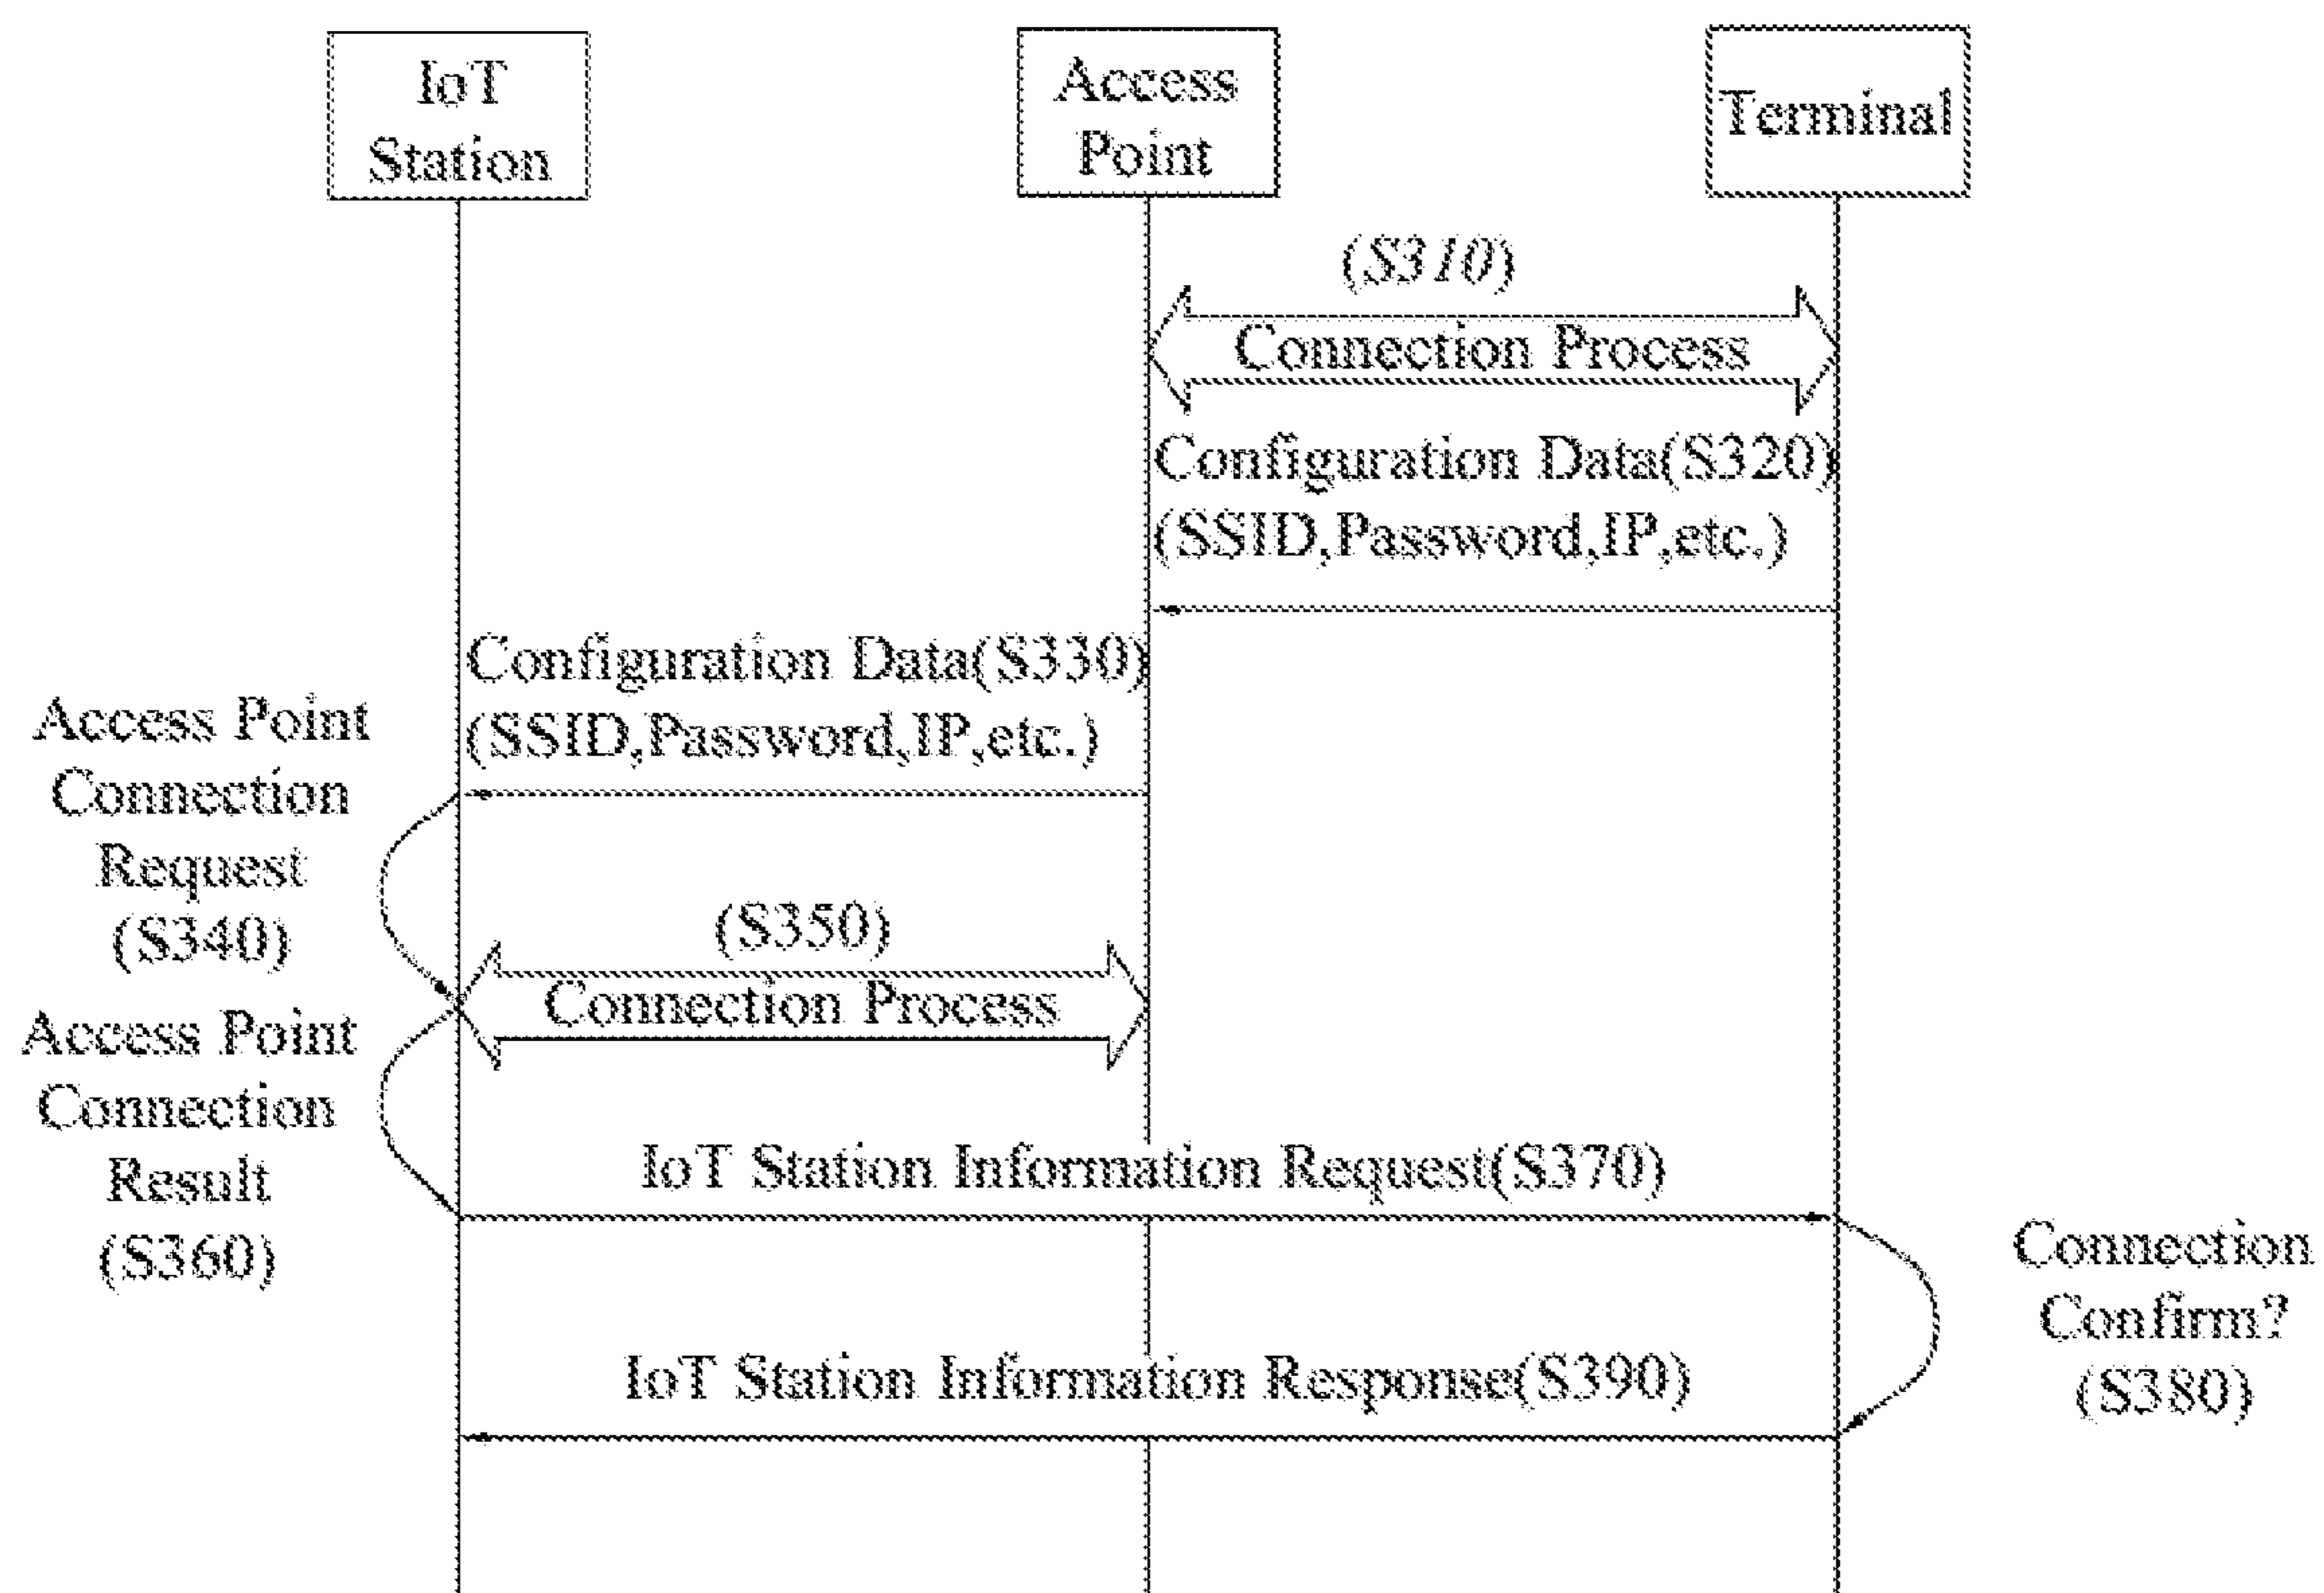 IoT
Station
Access
Point
Terminal
(S310)
Connection Process
Configuration Data(S320)
(SSID,Password,IP,etc.)
Configuration Data(S330)
(SSID,Password,IP,etc.)
Access Point
Connection
Request
(S340)
(S350)
Connection Process
Access Point
Connection
Result
(S360)
IoT Station Information Request(S370)
Connection
Confirm?
(S380)
IoT Station Information Response(S390)